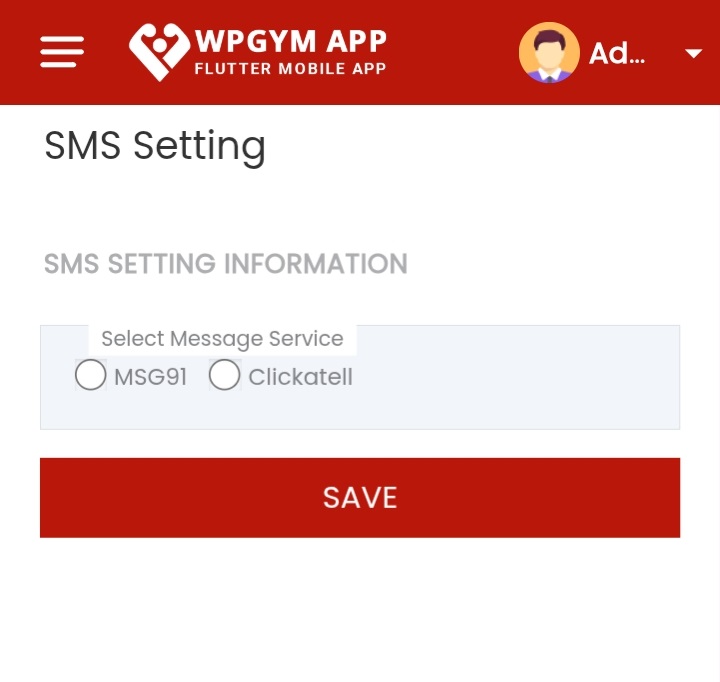 WPGYM APP
FLUTTER MOBILE APP
Ad...
SMS Setting
SMS SETTING INFORMATION
Select Message Service
MSG91 Clickatell
SAVE